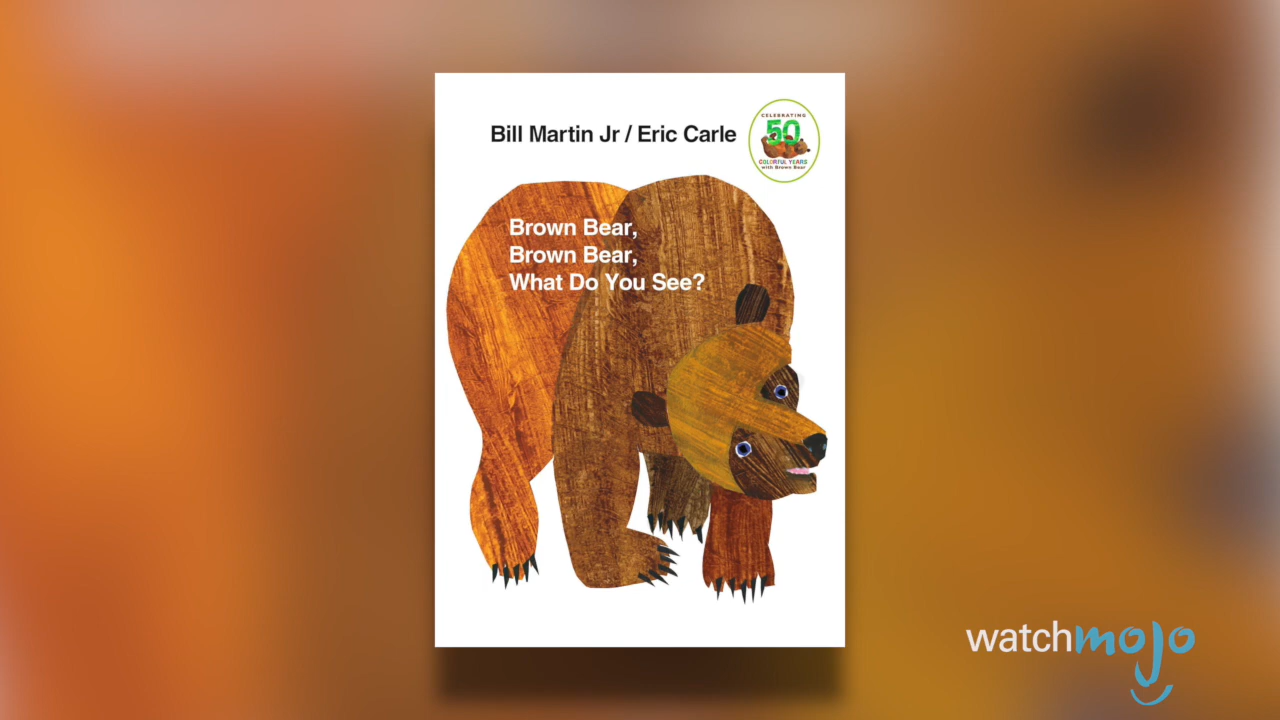 Bill Martin Jr / Eric Carle
CELEBRATING
50
COLORFUL YEARS
with Brown Bear
Brown Bear,
Brown Bear,
What Do You See?
watchmojo